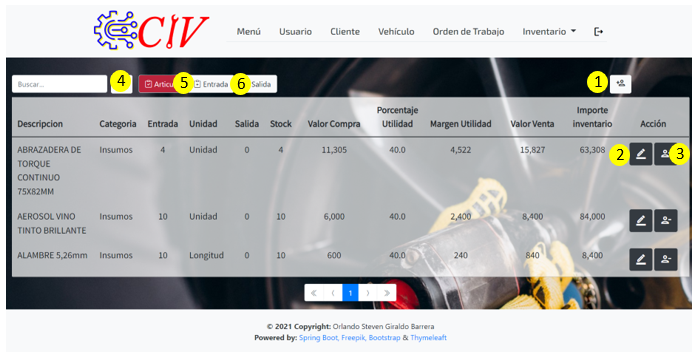 CIV Menú Usuario Cliente Vehículo Orden de Trabajo Inventario
Buscar... 4 Articu 5 Entrada 6 Salida 1
Descripcion Categoria Entrada Unidad Salida Stock Valor Compra Porcentaje Utilidad Margen Utilidad Valor Venta Importe inventario Acción
ABRAZADERA DE Insumos 4 Unidad 0 4 11,305 40.0 4,522 15,827 63,308 2 3
TORQUE
CONTINUO
75X82MM
AEROSOL VINO Insumos 10 Unidad 0 10 6,000 40.0 2,400 8,400 84,000
TINTO BRILLANTE
ALAMBRE 5,26mm Insumos 10 Longitud 0 10 600 40.0 240 840 8,400
« ⟨ 1 ⟩ »
© 2021 Copyright: Orlando Steven Giraldo Barrera
Powered by: Spring Boot, Freepik, Bootstrap & Thymeleaft